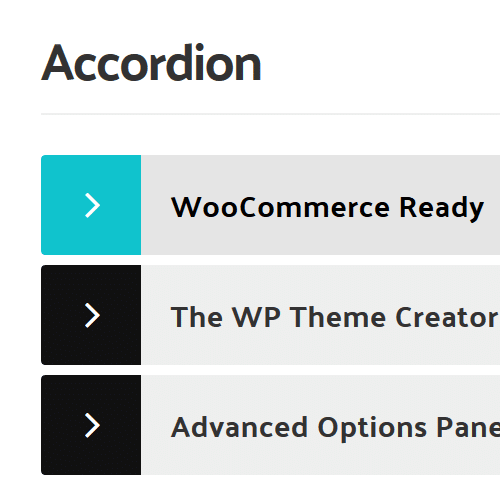 Accordion
WooCommerce Ready
The WP Theme Creator
Advanced Options Pane